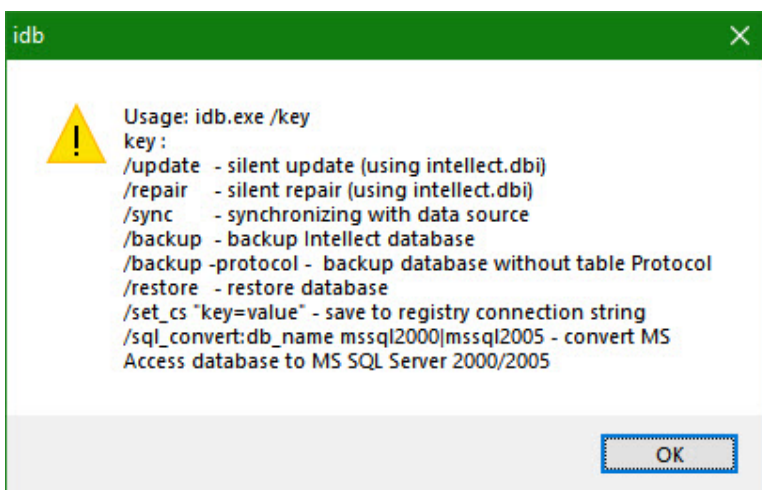 idb
Usage: idb.exe /key
key :
/update - silent update (using intellect.dbi)
/repair - silent repair (using intellect.dbi)
/sync - synchronizing with data source
/backup - backup Intellect database
/backup -protocol - backup database without table Protocol
/restore - restore database
/set_cs "key=value" - save to registry connection string
/sql_convert:db_name mssql2000|mssql2005 - convert MS
Access database to MS SQL Server 2000/2005
OK